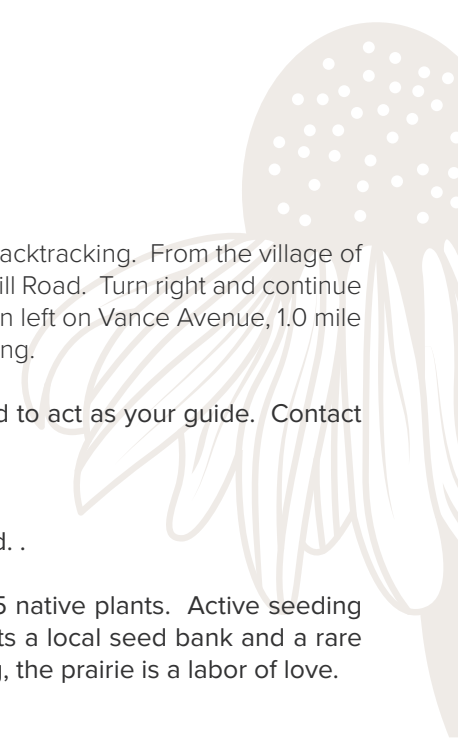 acktracking.  From the village of
ill Road.  Turn right and continue
n left on Vance Avenue, 1.0 mile
ng.
d to act as your guide.  Contact
d. .
5 native plants.  Active seeding
ts a local seed bank and a rare
, the prairie is a labor of love.